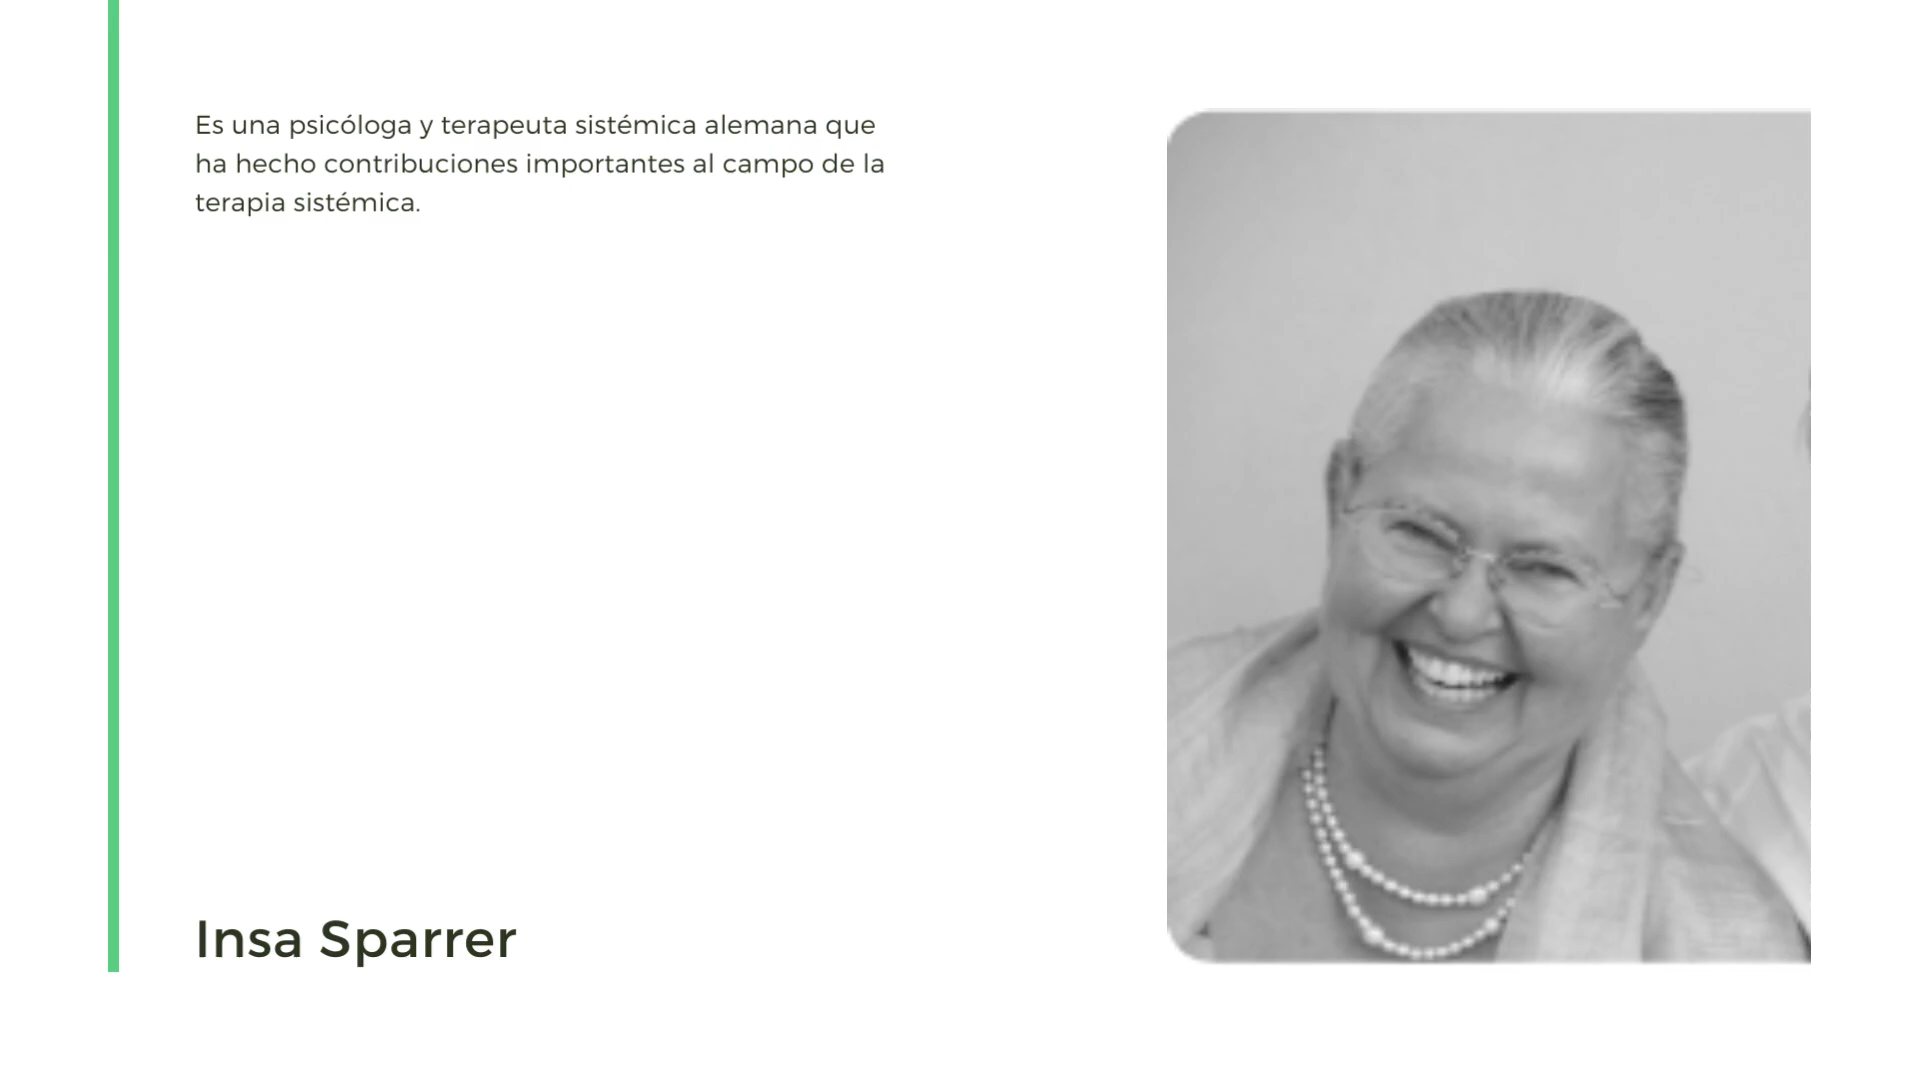 Es una psicóloga y terapeuta sistémica alemana que
ha hecho contribuciones importantes al campo de la
terapia sistémica.
Insa Sparrer